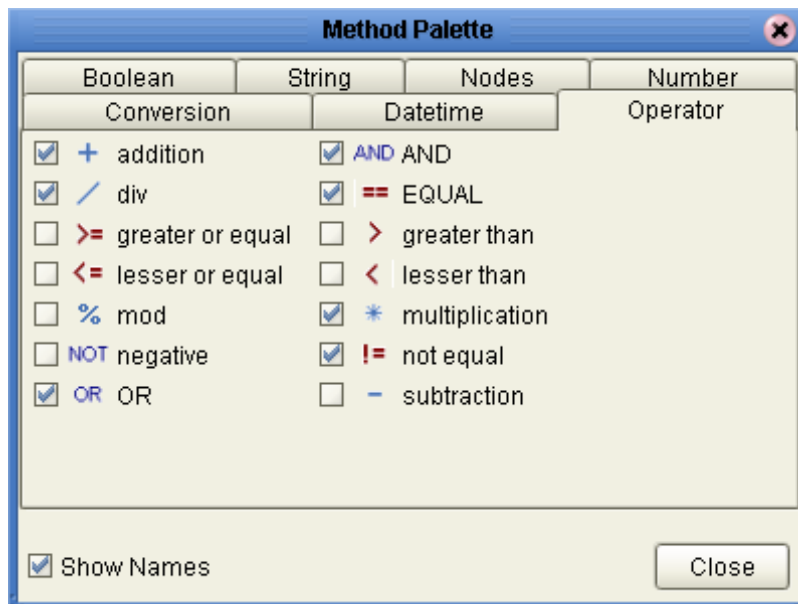 Method Palette
Boolean String Nodes Number
Conversion Datetime Operator
+ addition AND AND
/ div == EQUAL
>= greater or equal > greater than
<= lesser or equal < lesser than
% mod * multiplication
NOT negative != not equal
OR OR - subtraction
Show Names Close